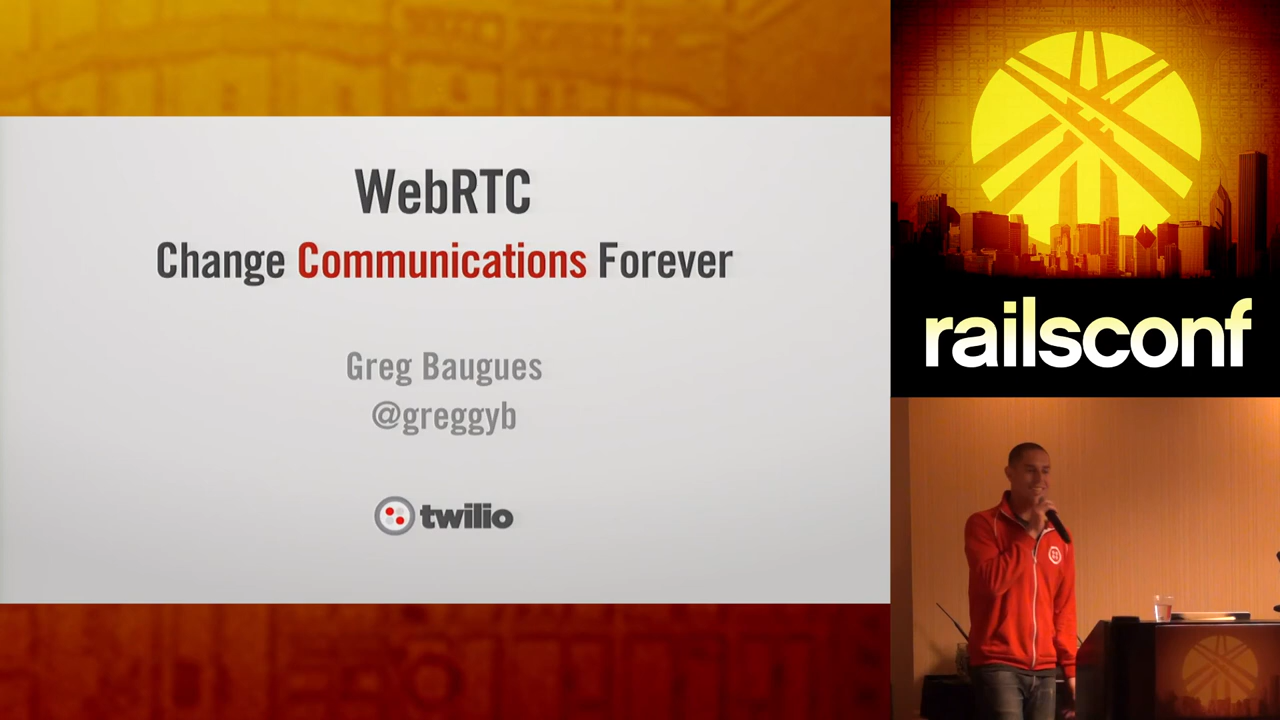 WebRTC
Change Communications Forever
Greg Baugues
@greggyb
twilio
railsconf